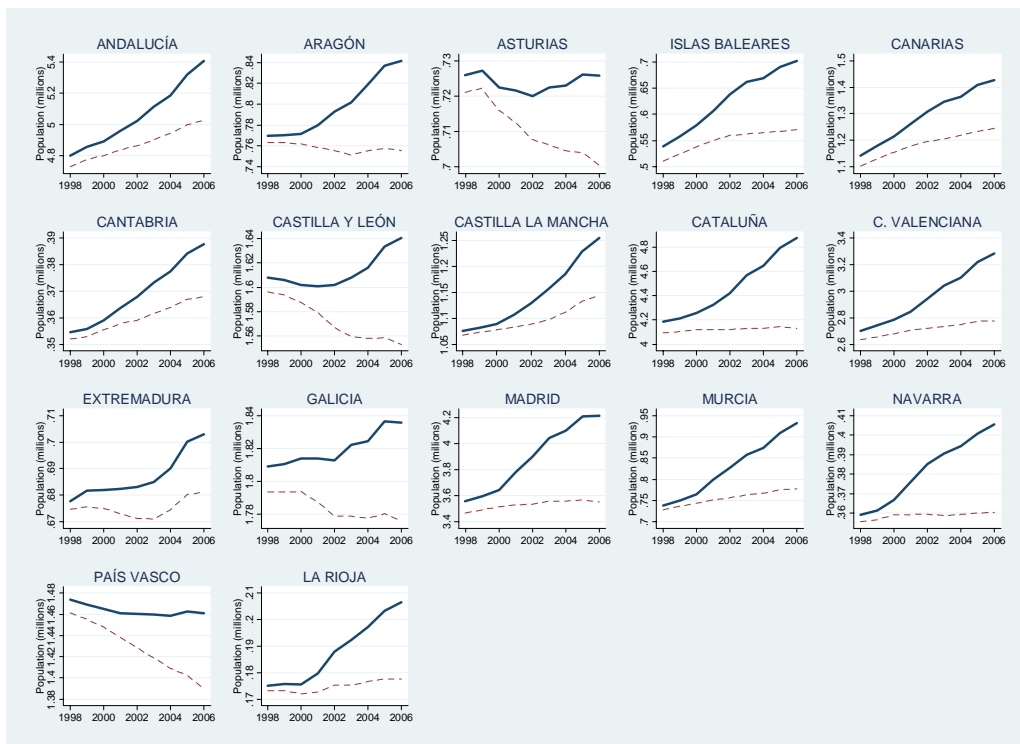 ANDALUCÍA
Population (millions)
4.8 5 5.2 5.4
1998 2000 2002 2004 2006
ARAGÓN
Population (millions)
.74 .76 .78 .8 .82 .84
1998 2000 2002 2004 2006
ASTURIAS
Population (millions)
.7 .71 .72 .73
1998 2000 2002 2004 2006
ISLAS BALEARES
Population (millions)
.5 .55 .6 .65 .7
1998 2000 2002 2004 2006
CANARIAS
Population (millions)
1.1 1.2 1.3 1.4 1.5
1998 2000 2002 2004 2006
CANTABRIA
Population (millions)
.35 .36 .37 .38 .39
1998 2000 2002 2004 2006
CASTILLA Y LEÓN
Population (millions)
1.56 1.58 1.6 1.62 1.64
1998 2000 2002 2004 2006
CASTILLA LA MANCHA
Population (millions)
1.05 1.1 1.15 1.2 1.25
1998 2000 2002 2004 2006
CATALUÑA
Population (millions)
4 4.2 4.4 4.6 4.8
1998 2000 2002 2004 2006
C. VALENCIANA
Population (millions)
2.6 2.8 3 3.2 3.4
1998 2000 2002 2004 2006
EXTREMADURA
Population (millions)
.67 .68 .69 .7 .71
1998 2000 2002 2004 2006
GALICIA
Population (millions)
1.78 1.8 1.82 1.84
1998 2000 2002 2004 2006
MADRID
Population (millions)
3.4 3.6 3.8 4 4.2
1998 2000 2002 2004 2006
MURCIA
Population (millions)
.7 .75 .8 .85 .9 .95
1998 2000 2002 2004 2006
NAVARRA
Population (millions)
.36 .37 .38 .39 .4 .41
1998 2000 2002 2004 2006
PAÍS VASCO
Population (millions)
1.38 1.4 1.42 1.44 1.46 1.48
1998 2000 2002 2004 2006
LA RIOJA
Population (millions)
.17 .18 .19 .2 .21
1998 2000 2002 2004 2006